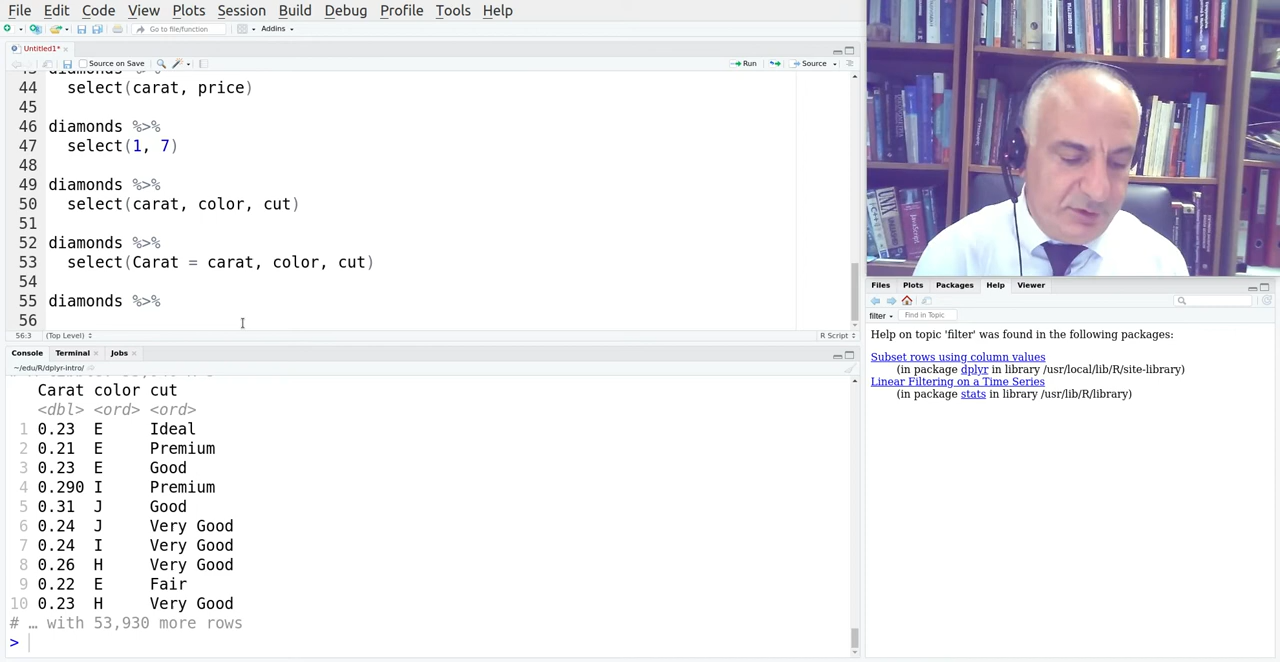 File Edit Code View Plots Session Build Debug Profile Tools Help
Go to file/function Addins
Untitled1*
Source on Save Run Source
44 select(carat, price)
45
46 diamonds %>%
47 select(1, 7)
48
49 diamonds %>%
50 select(carat, color, cut)
51
52 diamonds %>%
53 select(Carat = carat, color, cut)
54
55 diamonds %>%
56
56:3 (Top Level) R Script
Console Terminal Jobs
~/edu/R/dplyr-intro/
Carat color cut
<dbl> <ord> <ord>
1 0.23 E Ideal
2 0.21 E Premium
3 0.23 E Good
4 0.290 I Premium
5 0.31 J Good
6 0.24 J Very Good
7 0.24 I Very Good
8 0.26 H Very Good
9 0.22 E Fair
10 0.23 H Very Good
# … with 53,930 more rows
>
JavaScript
UNIX
C++
Files Plots Packages Help Viewer
filter Find in Topic
Help on topic 'filter' was found in the following packages:
Subset rows using column values
(in package dplyr in library /usr/local/lib/R/site-library)
Linear Filtering on a Time Series
(in package stats in library /usr/lib/R/library)